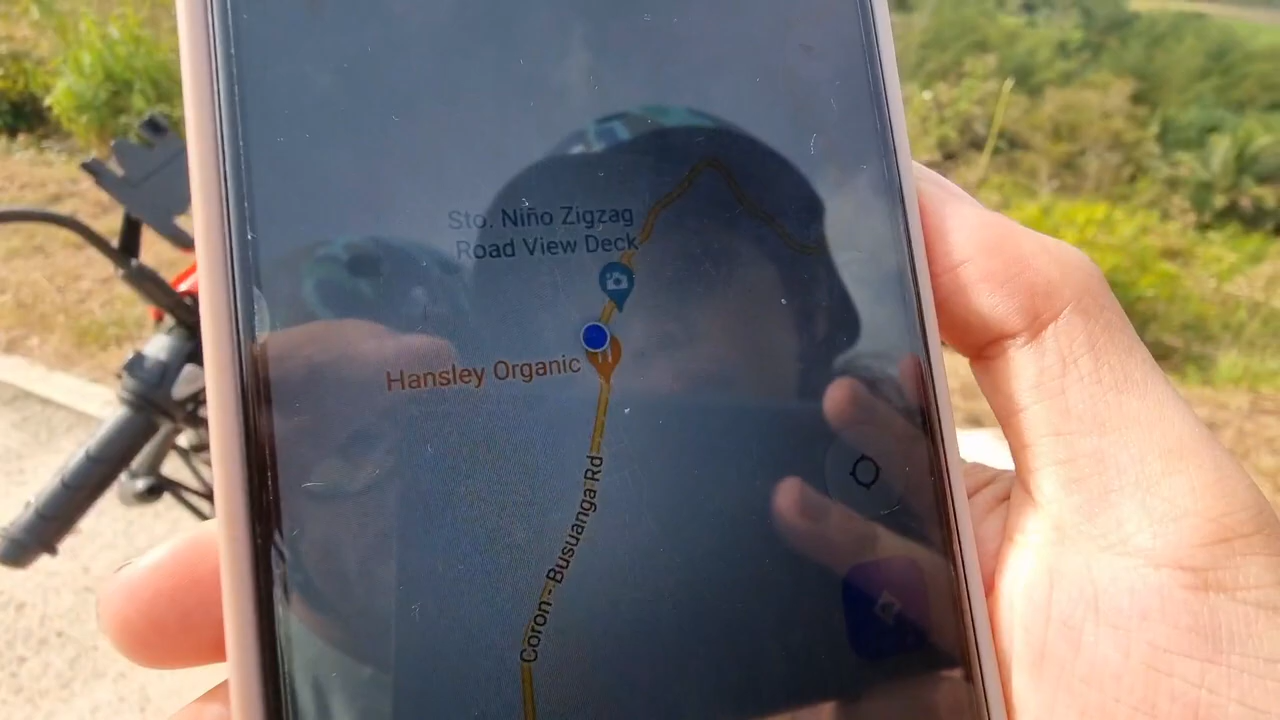 Sto. Niño Zigzag
Road View Deck
Hansley Organic
Coron - Busuanga Rd